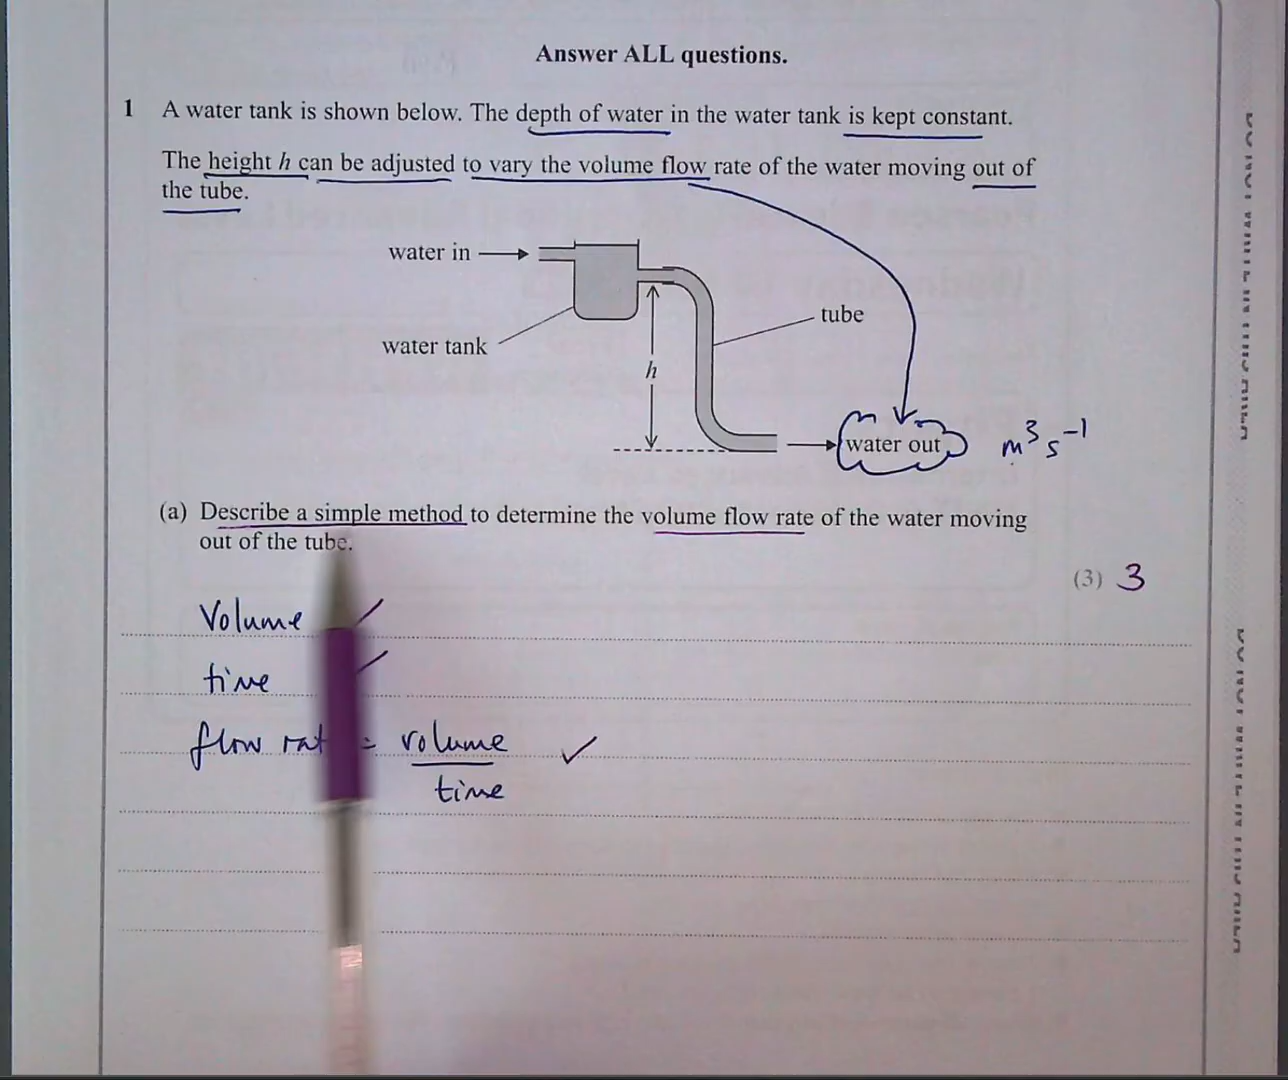 Answer ALL questions.
1 A water tank is shown below. The depth of water in the water tank is kept constant.
The height h can be adjusted to vary the volume flow rate of the water moving out of
the tube.
water in
tube
water tank
h
water out
m³s⁻¹
(a) Describe a simple method to determine the volume flow rate of the water moving
out of the tube.
(3) 3
Volume ✓
time ✓
flow rat = volume ✓
time